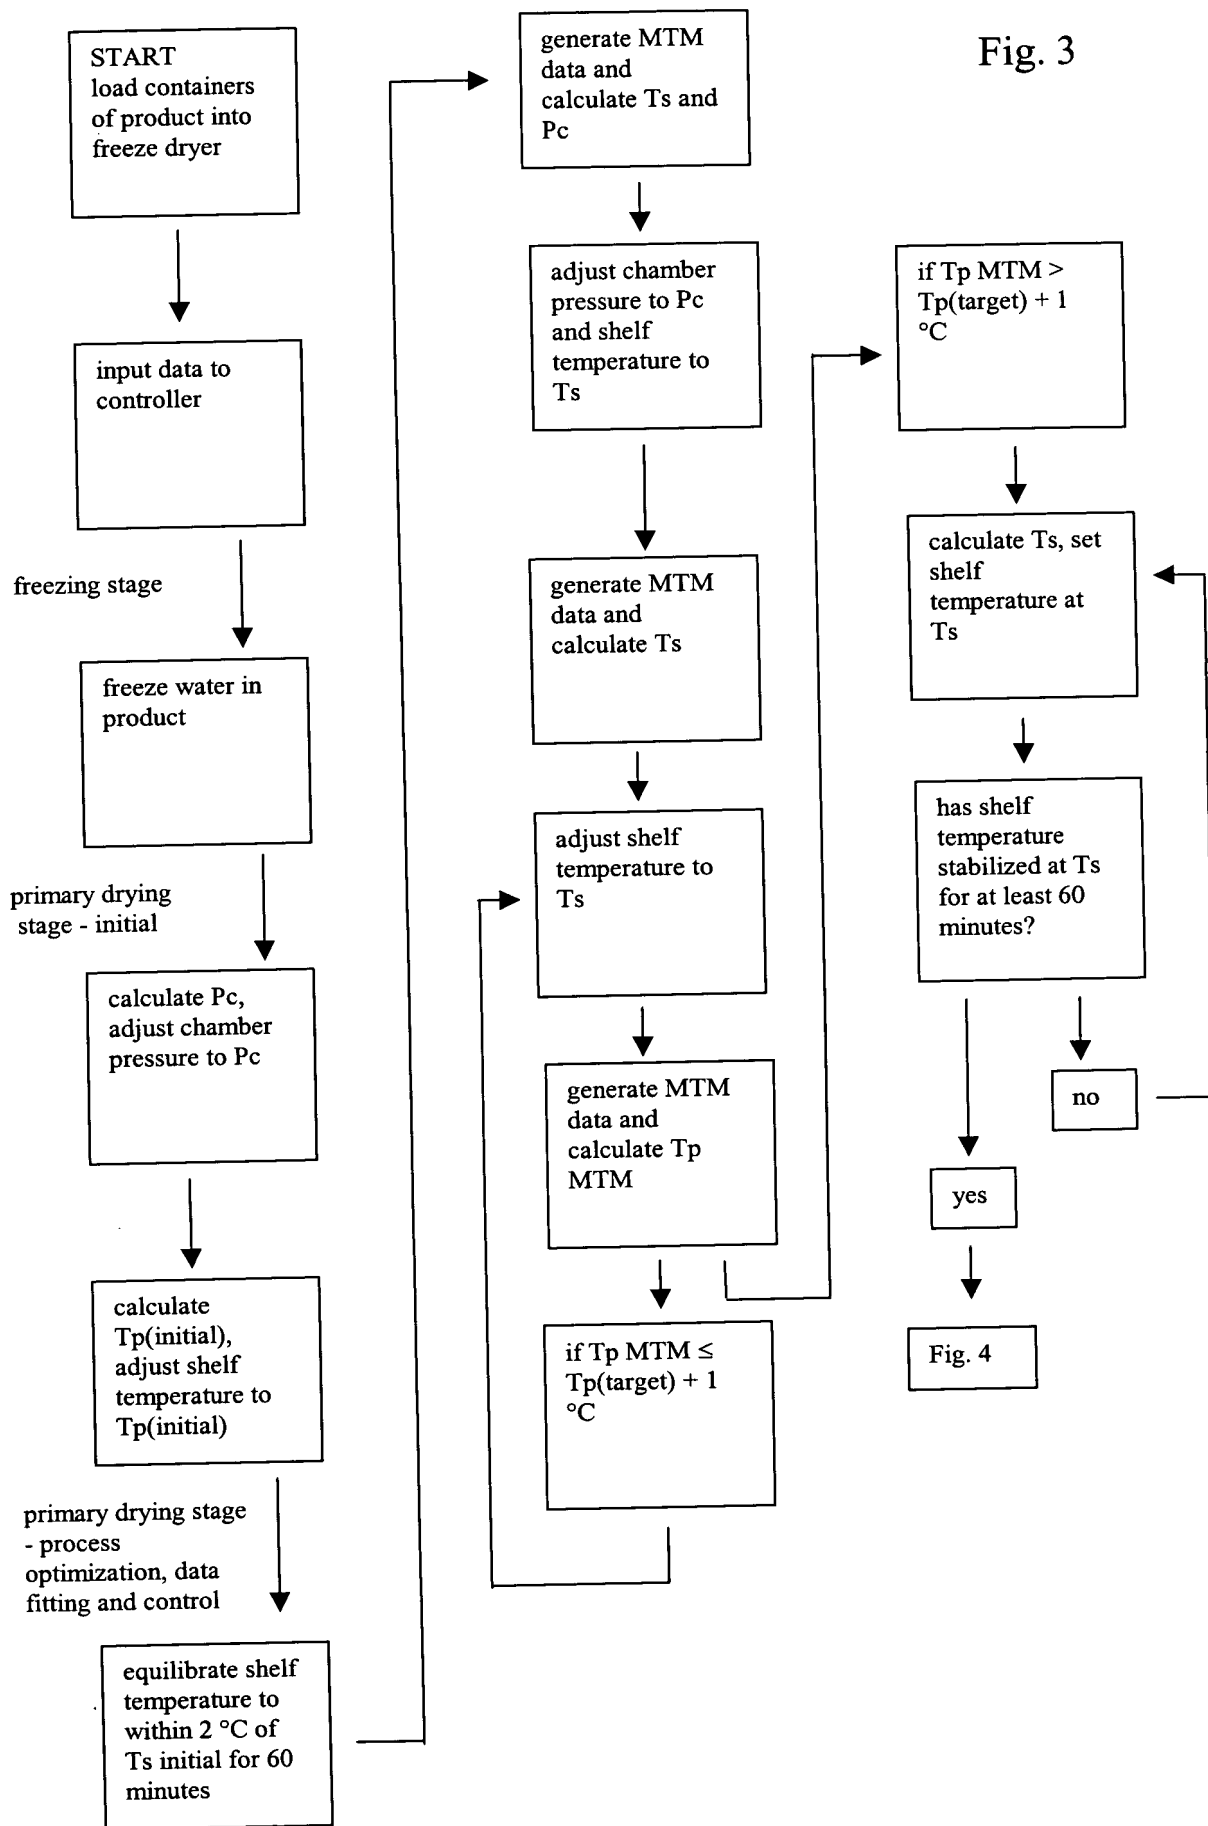 Fig. 3
START
load containers
of product into
freeze dryer
input data to
controller
freezing stage
freeze water in
product
primary drying
stage - initial
calculate Pc,
adjust chamber
pressure to Pc
calculate
Tp(initial),
adjust shelf
temperature to
Tp(initial)
primary drying stage
- process
optimization, data
fitting and control
equilibrate shelf
temperature to
within 2 °C of
Ts initial for 60
minutes
generate MTM
data and
calculate Ts and
Pc
adjust chamber
pressure to Pc
and shelf
temperature to
Ts
generate MTM
data and
calculate Ts
adjust shelf
temperature to
Ts
generate MTM
data and
calculate Tp
MTM
if Tp MTM ≤
Tp(target) + 1
°C
if Tp MTM >
Tp(target) + 1
°C
calculate Ts, set
shelf
temperature at
Ts
has shelf
temperature
stabilized at Ts
for at least 60
minutes?
no
yes
Fig. 4